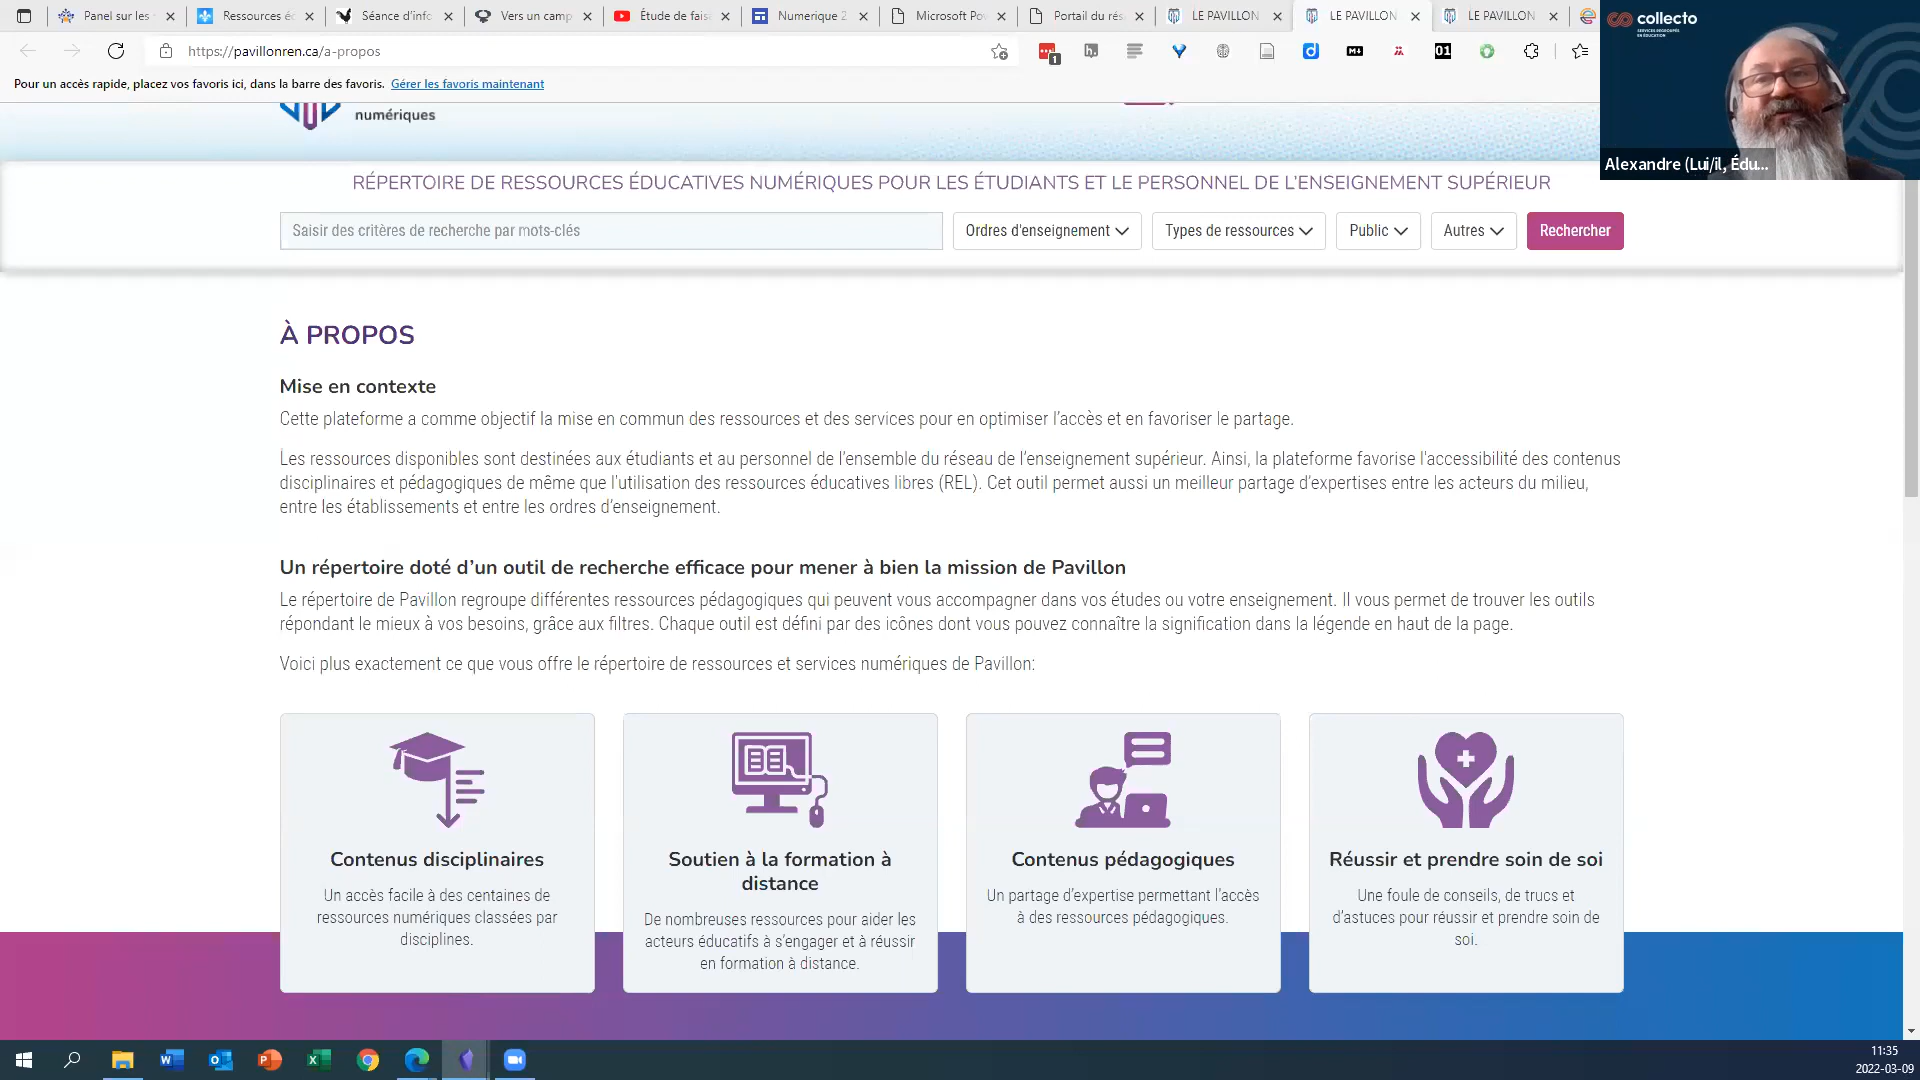 Panel sur les
Ressources éc
Séance d'info
Vers un camp
Étude de fais
Numerique 2
Microsoft Po
Portail du rés
LE PAVILLON
LE PAVILLON
LE PAVILLON
https://pavillonren.ca/a-propos
1
h.
d
M↓
01
Pour un accès rapide, placez vos favoris ici, dans la barre des favoris. Gérer les favoris maintenant
collecto
SERVICES REGROUPÉS
EN ÉDUCATION
Alexandre (Lui/il, Édu...
numériques
RÉPERTOIRE DE RESSOURCES ÉDUCATIVES NUMÉRIQUES POUR LES ÉTUDIANTS ET LE PERSONNEL DE L'ENSEIGNEMENT SUPÉRIEUR
Saisir des critères de recherche par mots-clés
Ordres d'enseignement
Types de ressources
Public
Autres
Rechercher
À PROPOS
Mise en contexte
Cette plateforme a comme objectif la mise en commun des ressources et des services pour en optimiser l'accès et en favoriser le partage.
Les ressources disponibles sont destinées aux étudiants et au personnel de l'ensemble du réseau de l'enseignement supérieur. Ainsi, la plateforme favorise l'accessibilité des contenus
disciplinaires et pédagogiques de même que l'utilisation des ressources éducatives libres (REL). Cet outil permet aussi un meilleur partage d'expertises entre les acteurs du milieu,
entre les établissements et entre les ordres d'enseignement.
Un répertoire doté d'un outil de recherche efficace pour mener à bien la mission de Pavillon
Le répertoire de Pavillon regroupe différentes ressources pédagogiques qui peuvent vous accompagner dans vos études ou votre enseignement. Il vous permet de trouver les outils
répondant le mieux à vos besoins, grâce aux filtres. Chaque outil est défini par des icônes dont vous pouvez connaître la signification dans la légende en haut de la page.
Voici plus exactement ce que vous offre le répertoire de ressources et services numériques de Pavillon:
Contenus disciplinaires
Un accès facile à des centaines de
ressources numériques classées par
disciplines.
Soutien à la formation à
distance
De nombreuses ressources pour aider les
acteurs éducatifs à s'engager et à réussir
en formation à distance.
Contenus pédagogiques
Un partage d'expertise permettant l'accès
à des ressources pédagogiques.
Réussir et prendre soin de soi
Une foule de conseils, de trucs et
d'astuces pour réussir et prendre soin de
soi.
11:35
2022-03-09